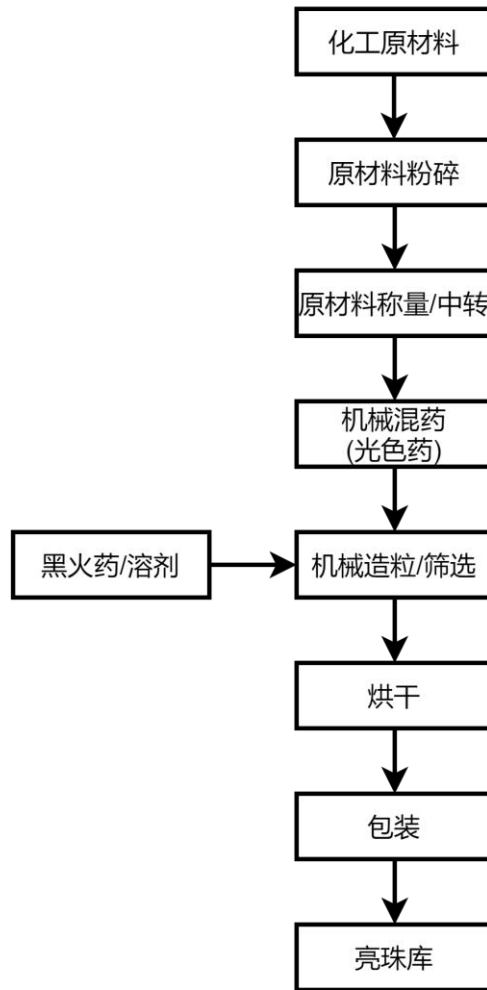 化工原材料
原材料粉碎
原材料称量/中转
机械混药
(光色药)
黑火药/溶剂
机械造粒/筛选
烘干
包装
亮珠库